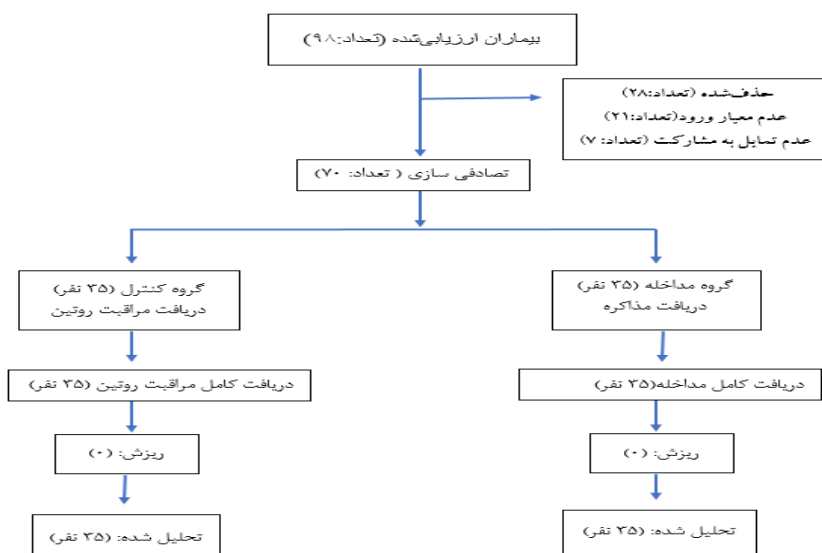 بیماران ارزیابی‌شده (تعداد:۹۸)
حذف‌شده (تعداد:۲۸)
عدم معیار ورود(تعداد:۲۱)
عدم تمایل به مشارکت (تعداد: ۷)
تصادفی سازی ( تعداد: ۷۰)
گروه مداخله (۳۵ نفر)
دریافت مذاکره
گروه کنترل (۳۵ نفر)
دریافت مراقبت روتین
دریافت کامل مداخله(۳۵ نفر)
دریافت کامل مراقبت روتین (۳۵ نفر)
ریزش: (۰)
ریزش: (۰)
تحلیل شده: (۳۵ نفر)
تحلیل شده: (۳۵ نفر)